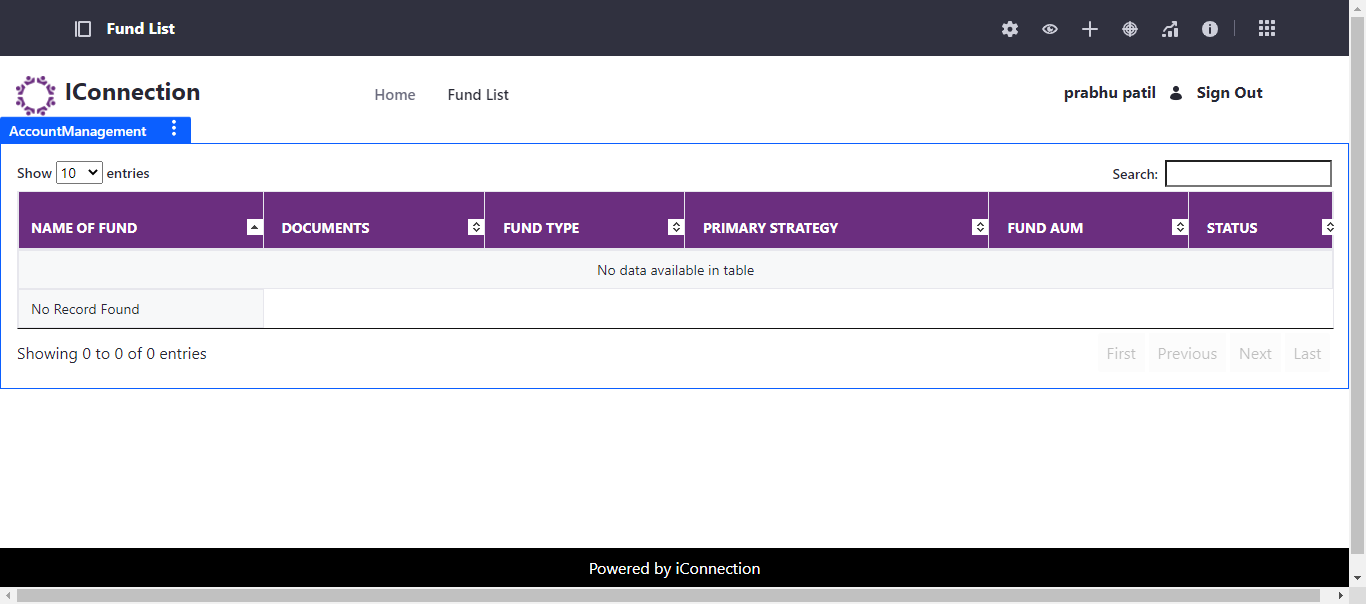 Fund List
IConnection
Home Fund List
prabhu patil Sign Out
AccountManagement
Show 10 entries
Search:
NAME OF FUND DOCUMENTS FUND TYPE PRIMARY STRATEGY FUND AUM STATUS
No data available in table
No Record Found
Showing 0 to 0 of 0 entries
First Previous Next Last
Powered by iConnection